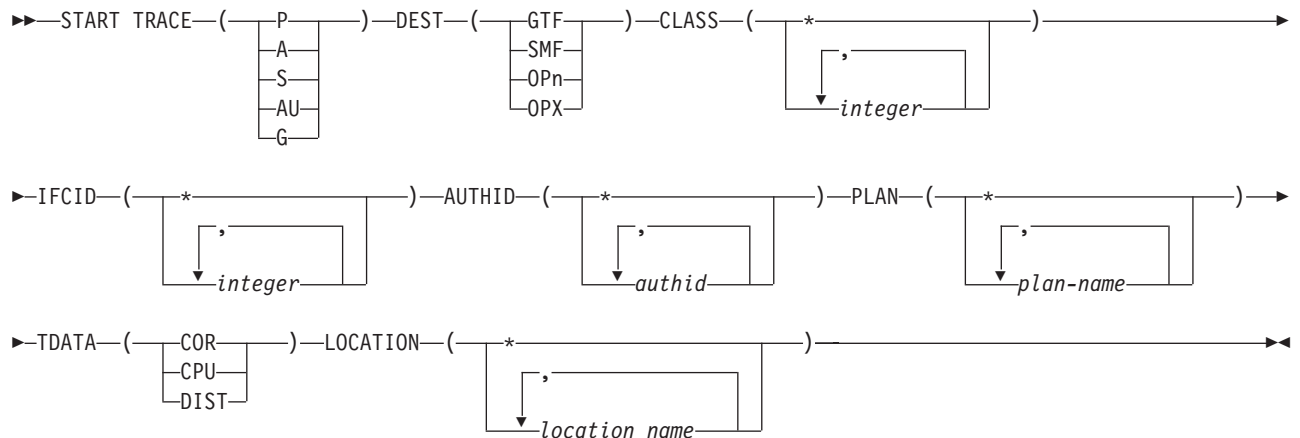 START TRACE ( P ) DEST ( GTF ) CLASS ( * )
A SMF ,
S OPn integer
AU OPX
G
IFCID ( * ) AUTHID ( * ) PLAN ( * )
, , ,
integer authid plan-name
TDATA ( COR ) LOCATION ( * )
CPU ,
DIST location name